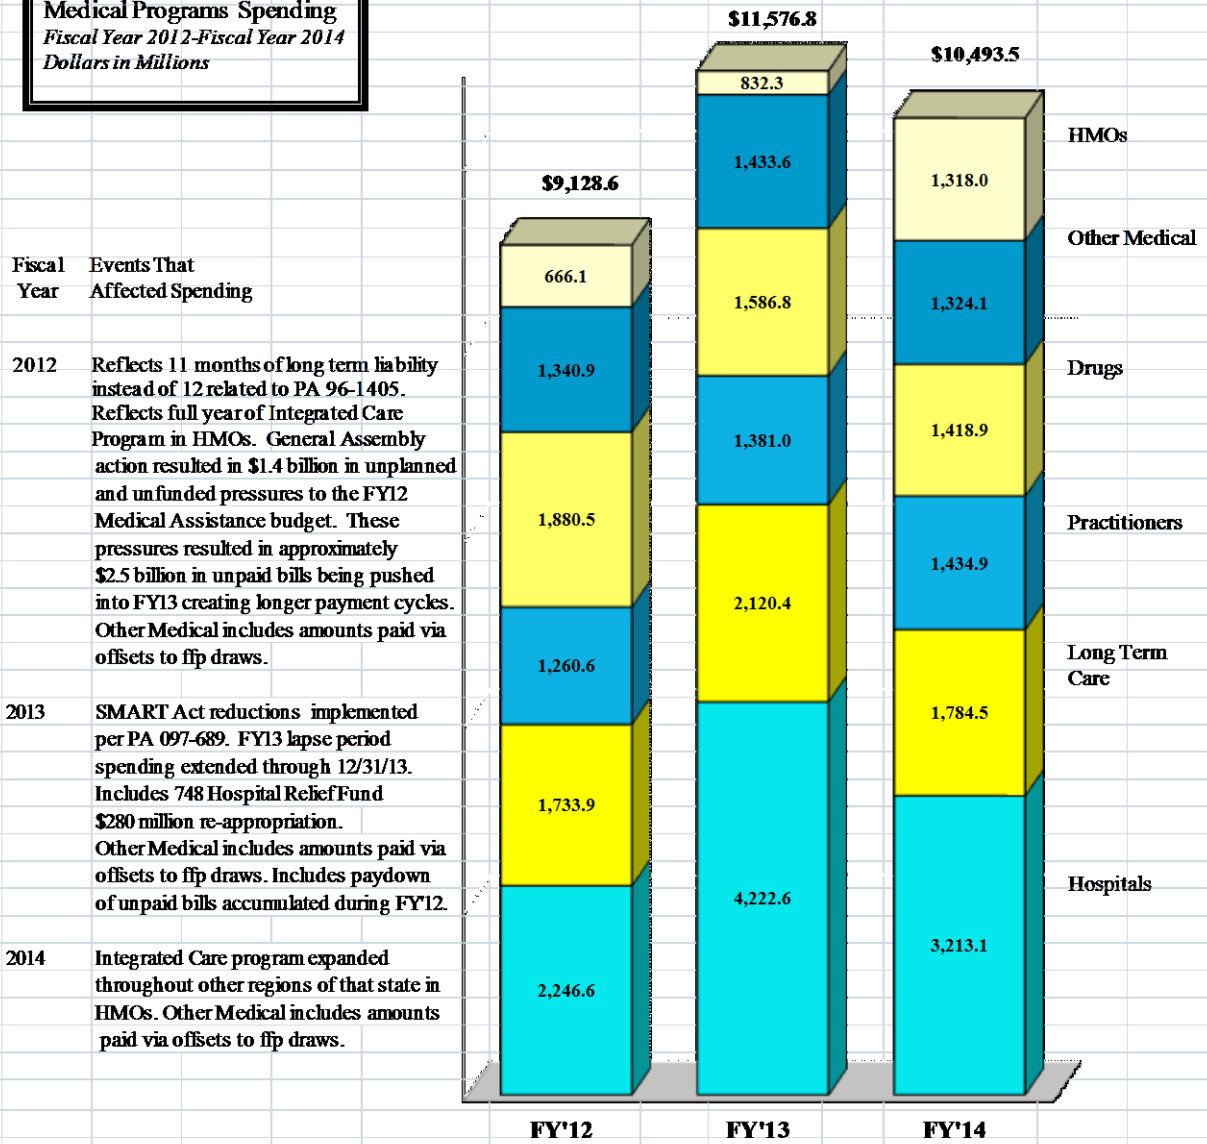 Medical Programs Spending
Fiscal Year 2012-Fiscal Year 2014
Dollars in Millions
Fiscal Year
Events That
Affected Spending
2012
Reflects 11 months of long term liability
instead of 12 related to PA 96-1405.
Reflects full year of Integrated Care
Program in HMOs. General Assembly
action resulted in $1.4 billion in unplanned
and unfunded pressures to the FY12
Medical Assistance budget. These
pressures resulted in approximately
$2.5 billion in unpaid bills being pushed
into FY13 creating longer payment cycles.
Other Medical includes amounts paid via
offsets to ffp draws.
2013
SMART Act reductions implemented
per PA 097-689. FY13 lapse period
spending extended through 12/31/13.
Includes 748 Hospital Relief Fund
$280 million re-appropriation.
Other Medical includes amounts paid via
offsets to ffp draws. Includes paydown
of unpaid bills accumulated during FY'12.
2014
Integrated Care program expanded
throughout other regions of that state in
HMOs. Other Medical includes amounts
paid via offsets to ffp draws.
$9,128.6
666.1
1,340.9
1,880.5
1,260.6
1,733.9
2,246.6
FY'12
$11,576.8
832.3
1,433.6
1,586.8
1,381.0
2,120.4
4,222.6
FY'13
$10,493.5
1,318.0
1,324.1
1,418.9
1,434.9
1,784.5
3,213.1
FY'14
HMOs
Other Medical
Drugs
Practitioners
Long Term
Care
Hospitals